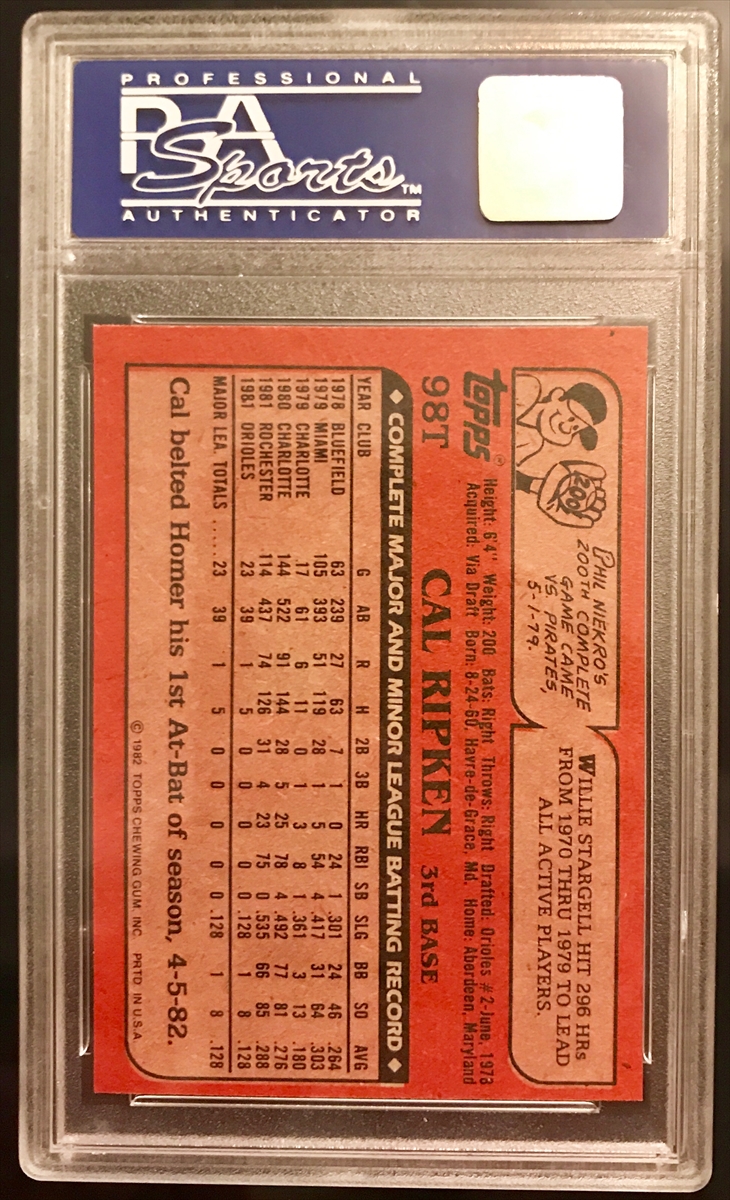 PROFESSIONAL
PSA
Sports™
AUTHENTICATOR
200
PHIL NIEKRO'S
200TH COMPLETE
GAME CAME
VS. PIRATES,
5-1-79.
WILLIE STARGELL HIT 296 HRs
FROM 1970 THRU 1979 TO LEAD
ALL ACTIVE PLAYERS.
TOPPS®
98T
CAL RIPKEN 3rd BASE
Height: 6'4" Weight: 200 Bats: Right Throws: Right Drafted: Orioles #2-June, 1978
Acquired: Via Draft Born: 8-24-60, Havre-de-Grace, Md. Home: Aberdeen, Maryland
◆ COMPLETE MAJOR AND MINOR LEAGUE BATTING RECORD ◆
YEAR CLUB G AB R H 2B 3B HR RBI SB SLG BB SO AVG
1978 BLUEFIELD 63 239 27 63 7 1 0 24 1 .301 24 46 .264
1979 MIAMI 105 393 51 119 28 1 5 54 4 .417 31 64 .303
1979 CHARLOTTE 17 61 6 11 0 1 3 8 1 .361 3 13 .180
1980 CHARLOTTE 144 522 91 144 28 5 25 78 4 .492 77 81 .276
1981 ROCHESTER 114 437 74 126 31 4 23 75 0 .535 66 85 .288
1981 ORIOLES 23 39 1 5 0 0 0 0 0 .128 1 8 .128
MAJOR LEA. TOTALS ..... 23 39 1 5 0 0 0 0 0 .128 1 8 .128
Cal belted Homer his 1st At-Bat of season, 4-5-82.
© 1982 TOPPS CHEWING GUM, INC. PRTD. IN U.S.A.